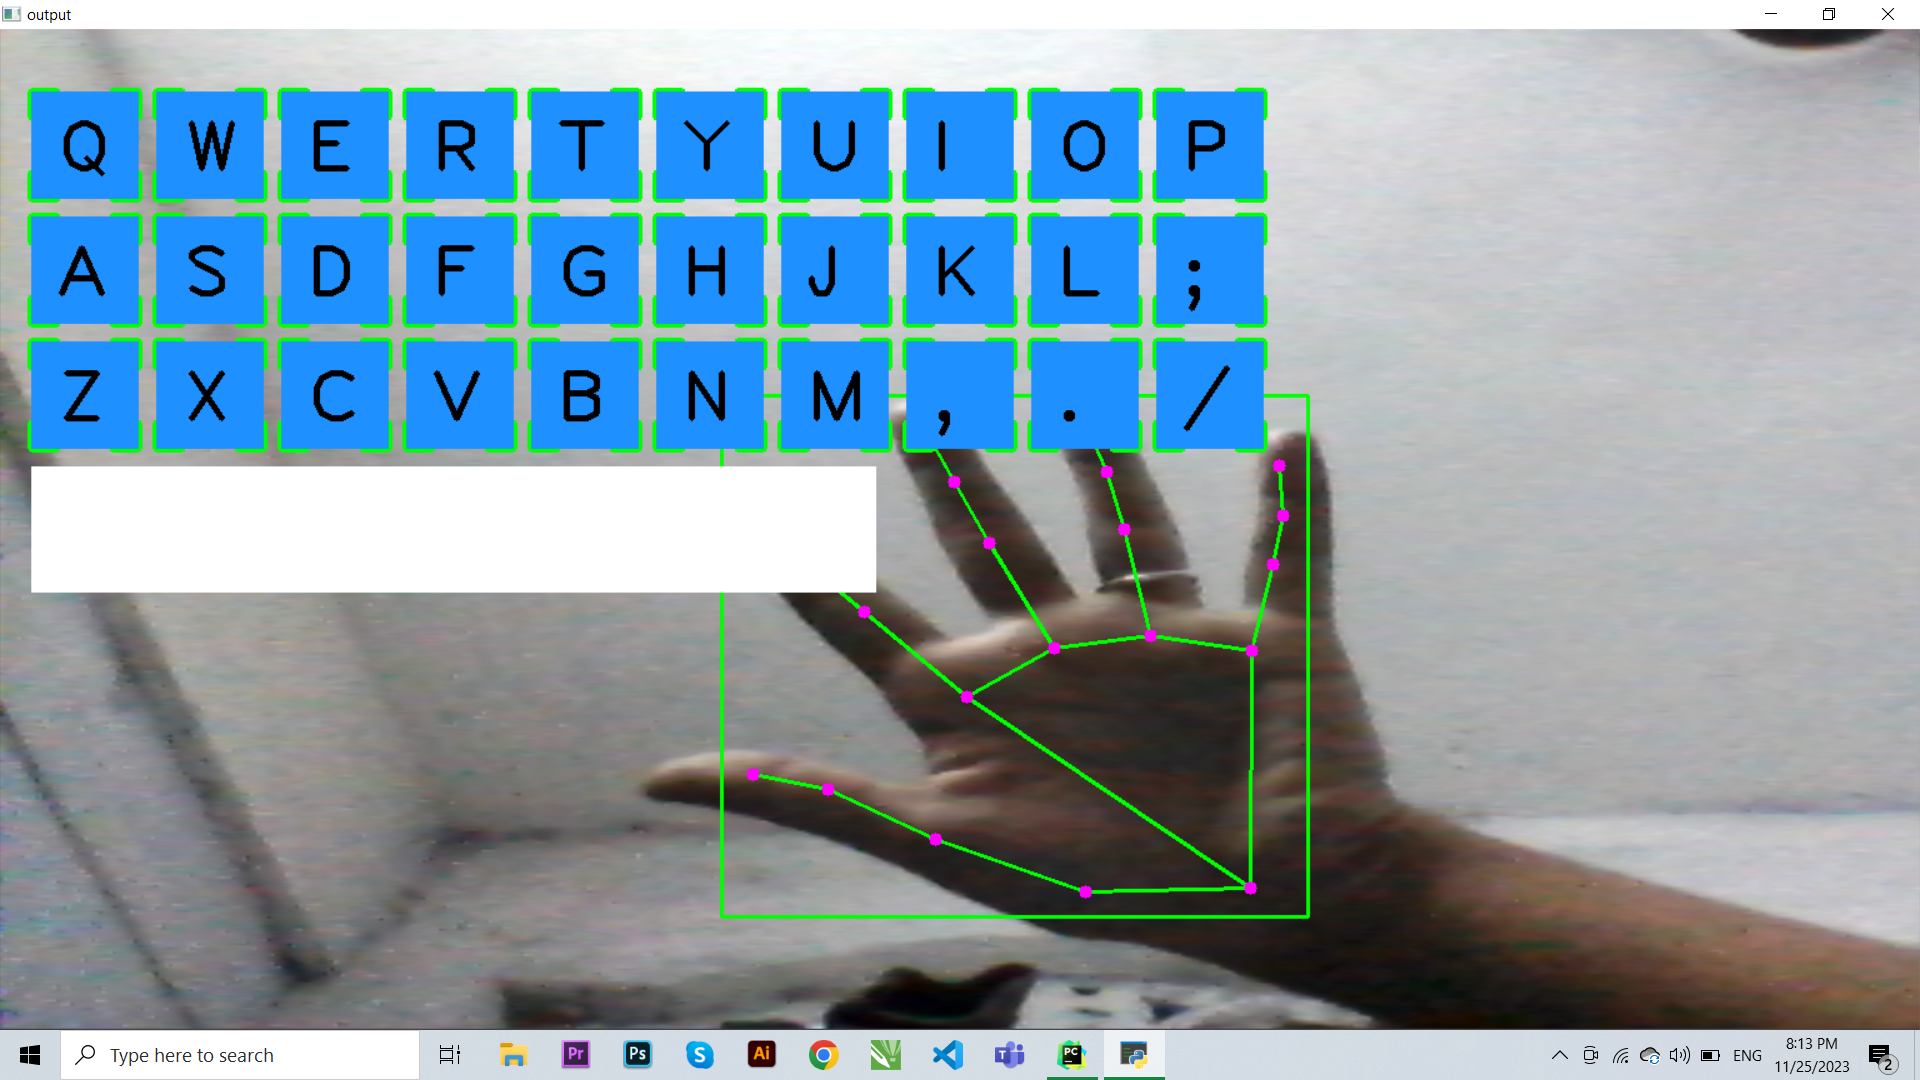 output
Q W E R T Y U I O P
A S D F G H J K L ;
Z X C V B N M , . /
Type here to search
Pr
Ps
S
Ai
T
PC
ENG
8:13 PM
11/25/2023
2